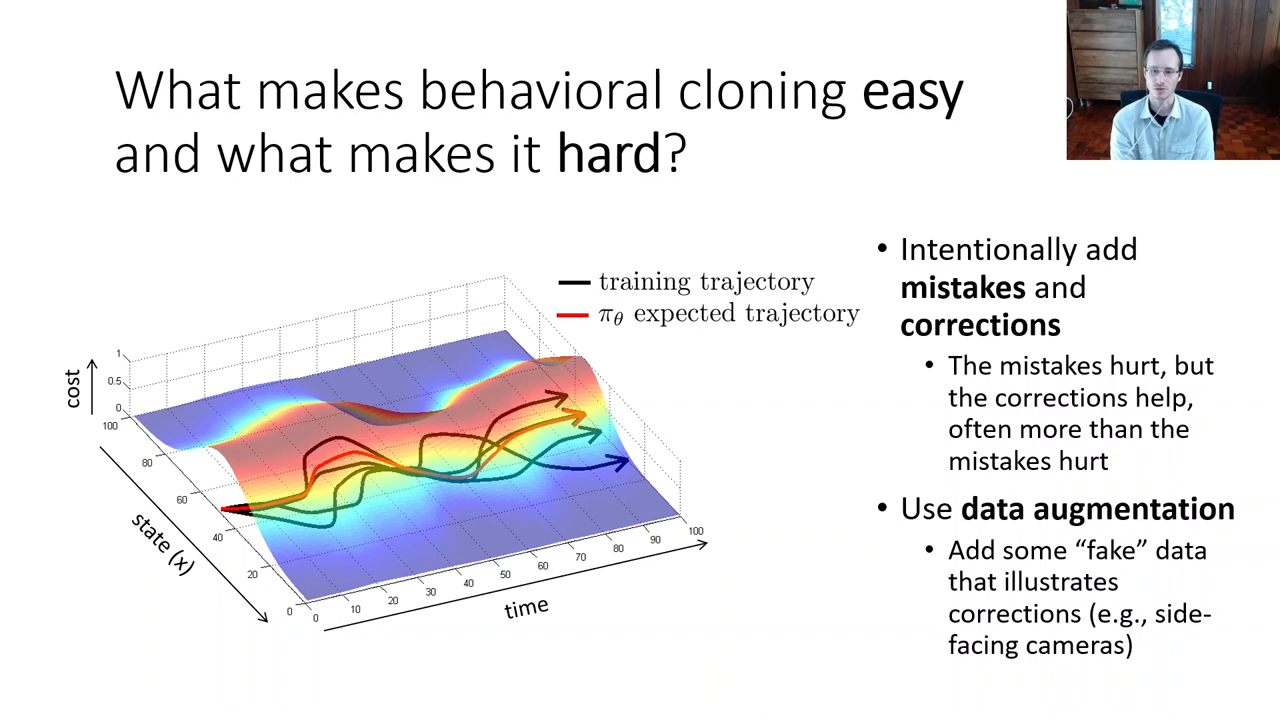 What makes behavioral cloning easy
and what makes it hard?
training trajectory
π_θ expected trajectory
cost
1
0.5
0
100
80
60
40
20
0
state (x)
0
10
20
30
40
50
60
70
80
90
100
time
• Intentionally add
mistakes and
corrections
• The mistakes hurt, but
the corrections help,
often more than the
mistakes hurt
• Use data augmentation
• Add some “fake” data
that illustrates
corrections (e.g., side-
facing cameras)